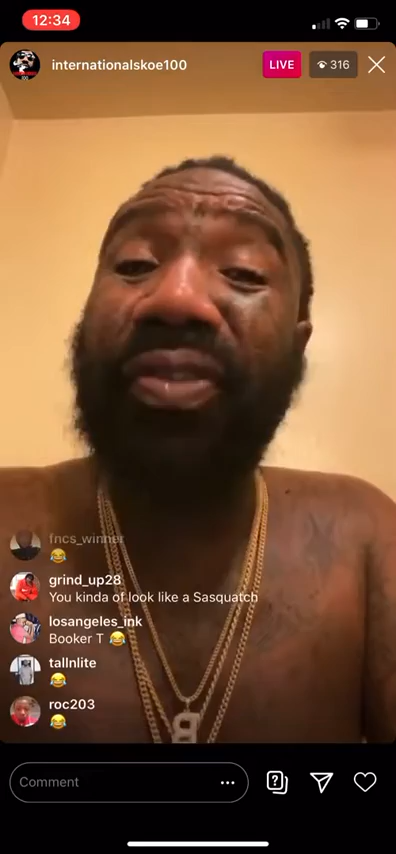 12:34
internationalskoe100
LIVE
316
fncs_winner
😂
grind_up28
You kinda of look like a Sasquatch
losangeles_ink
Booker T 😂
tallnlite
😂
roc203
😂
Comment